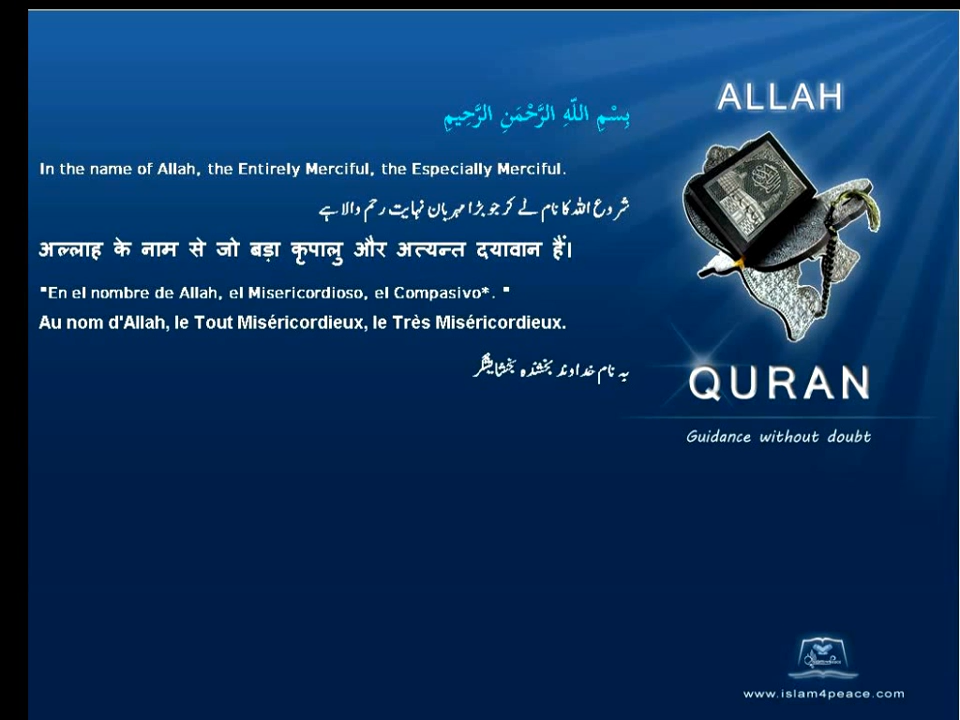 بِسْمِ اللّهِ الرَّحْمَنِ الرَّحِيمِ
In the name of Allah, the Entirely Merciful, the Especially Merciful.
شروع الله کا نام لے کر جو بڑا مہربان نہایت رحم والا ہے
अल्लाह के नाम से जो बड़ा कृपालु और अत्यन्त दयावान हैं।
"En el nombre de Allah, el Misericordioso, el Compasivo*. "
Au nom d'Allah, le Tout Miséricordieux, le Très Miséricordieux.
به نام خداوند بخشنده بخشایشگر
ALLAH
QURAN
Guidance without doubt
www.islam4peace.com